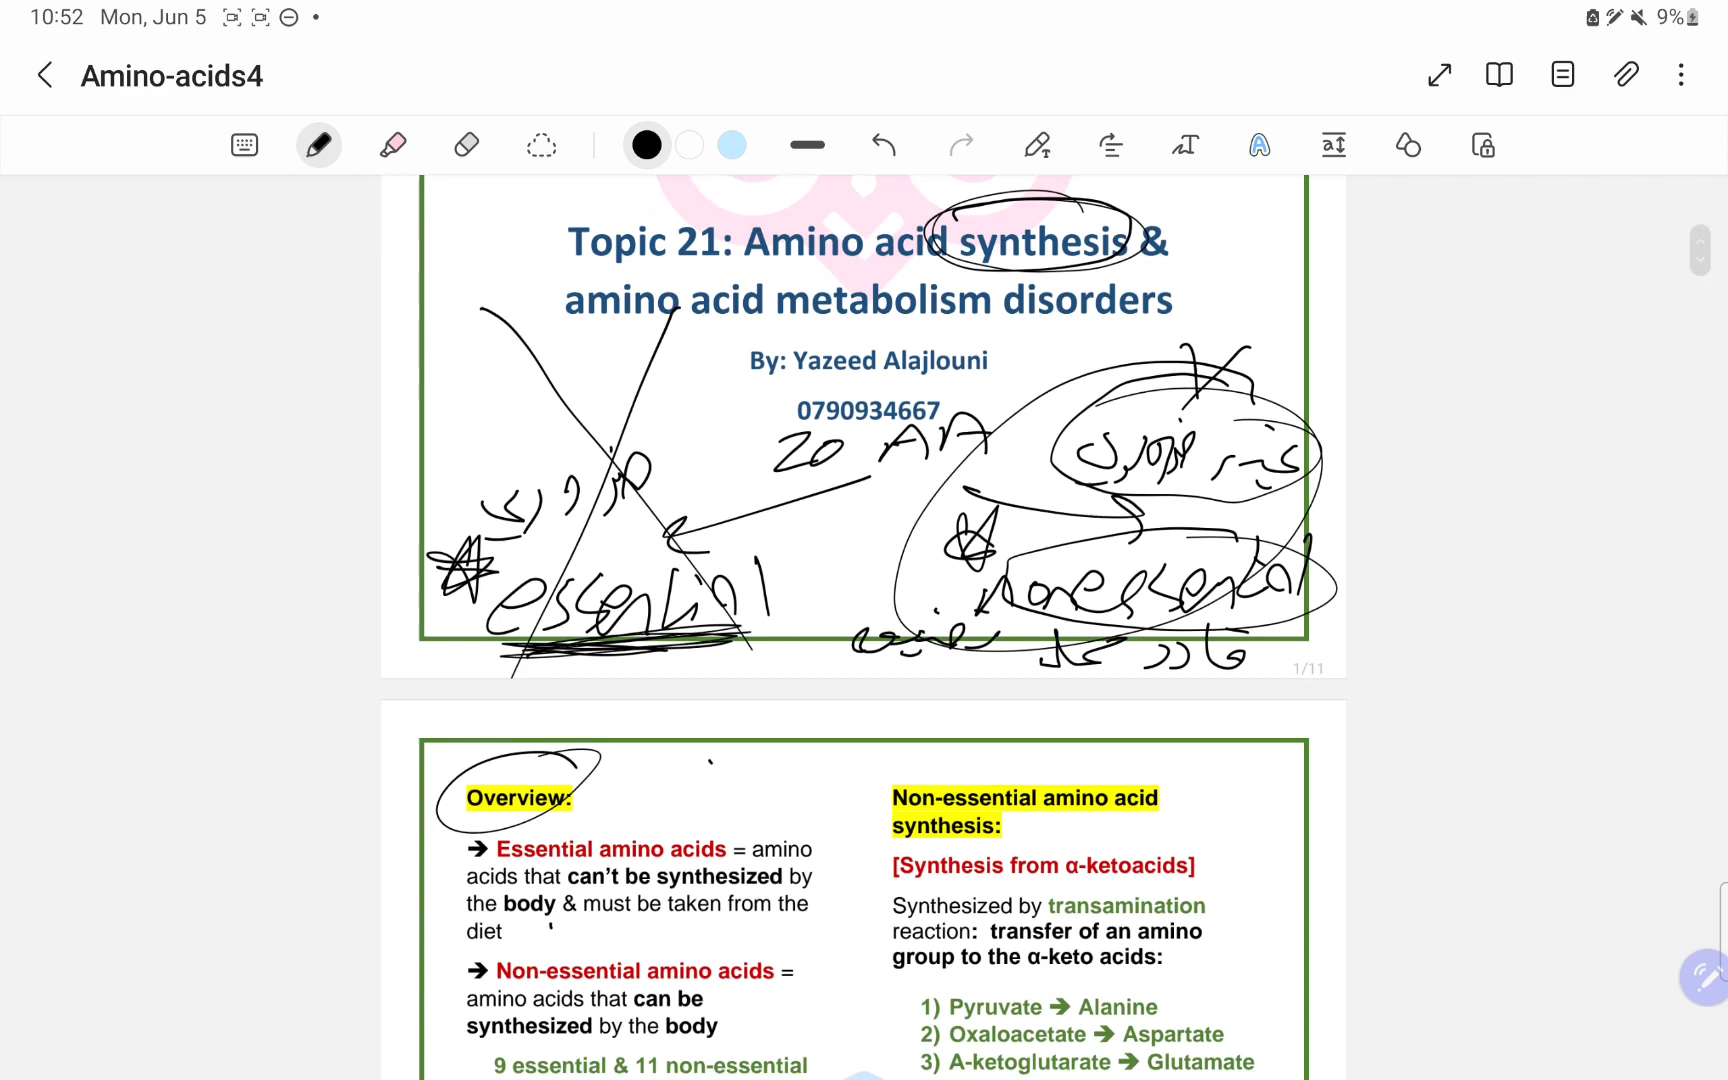 10:52 Mon, Jun 5
9%
Amino-acids4
Topic 21: Amino acid synthesis &
amino acid metabolism disorders
By: Yazeed Alajlouni
0790934667
20 AA
essential
nonessential
1/11
Overview:
➔ Essential amino acids = amino
acids that can't be synthesized by
the body & must be taken from the
diet
➔ Non-essential amino acids =
amino acids that can be
synthesized by the body
9 essential & 11 non-essential
Non-essential amino acid
synthesis:
[Synthesis from α-ketoacids]
Synthesized by transamination
reaction: transfer of an amino
group to the α-keto acids:
1) Pyruvate ➔ Alanine
2) Oxaloacetate ➔ Aspartate
3) A-ketoglutarate ➔ Glutamate